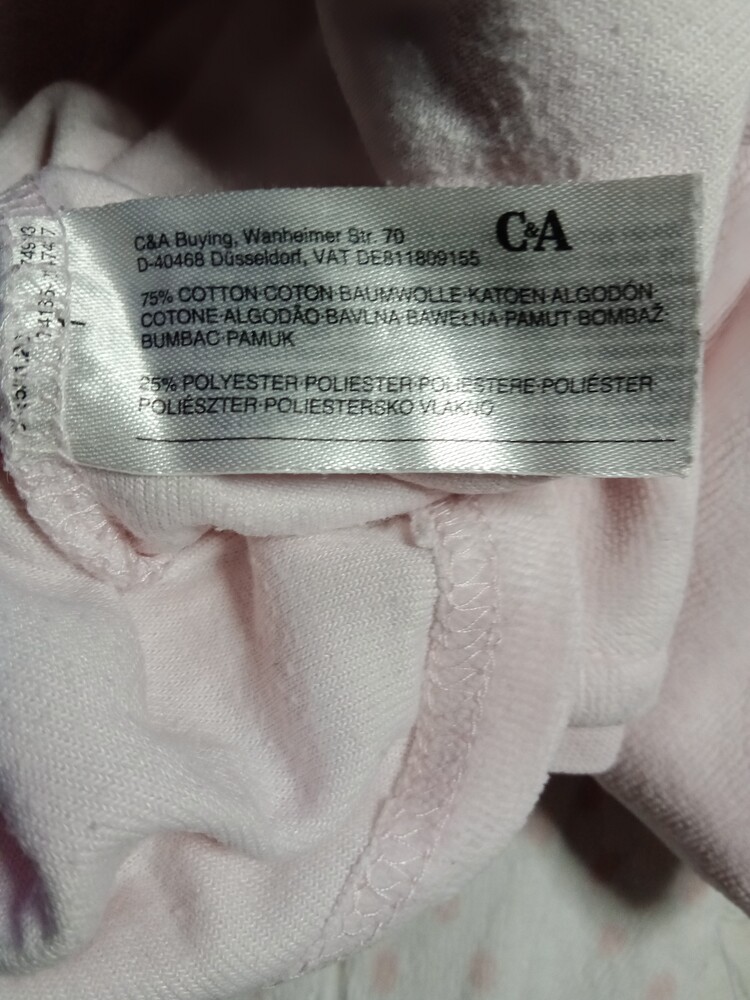 C&A
C&A Buying, Wanheimer Str. 70
D-40468 Düsseldorf, VAT DE811809155
75% COTTON·COTON·BAUMWOLLE·KATOEN·ALGODÓN
COTONE·ALGODÃO·BAVLNA·BAWEŁNA·PAMUT·BOMBAŽ
BUMBAC·PAMUK
25% POLYESTER·POLIESTER·POLIESTERE·POLIÉSTER
POLIÉSZTER·POLIESTERSKO VLAKNO